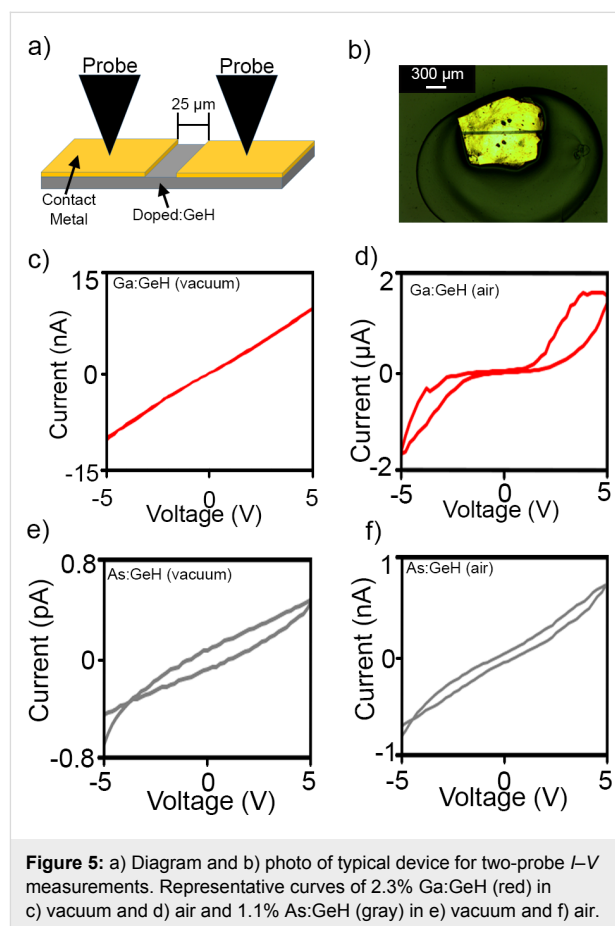 a)
Probe
Probe
25 µm
Contact
Metal
Doped:GeH
b)
300 µm
c)
Ga:GeH (vacuum)
Current (nA)
15
0
-15
-5
0
5
Voltage (V)
d)
Ga:GeH (air)
Current (µA)
2
0
-2
-5
0
5
Voltage (V)
e)
As:GeH (vacuum)
Current (pA)
0.8
0
-0.8
-5
0
5
Voltage (V)
f)
As:GeH (air)
Current (nA)
1
0
-1
-5
0
5
Voltage (V)
Figure 5: a) Diagram and b) photo of typical device for two-probe I–V
measurements. Representative curves of 2.3% Ga:GeH (red) in
c) vacuum and d) air and 1.1% As:GeH (gray) in e) vacuum and f) air.